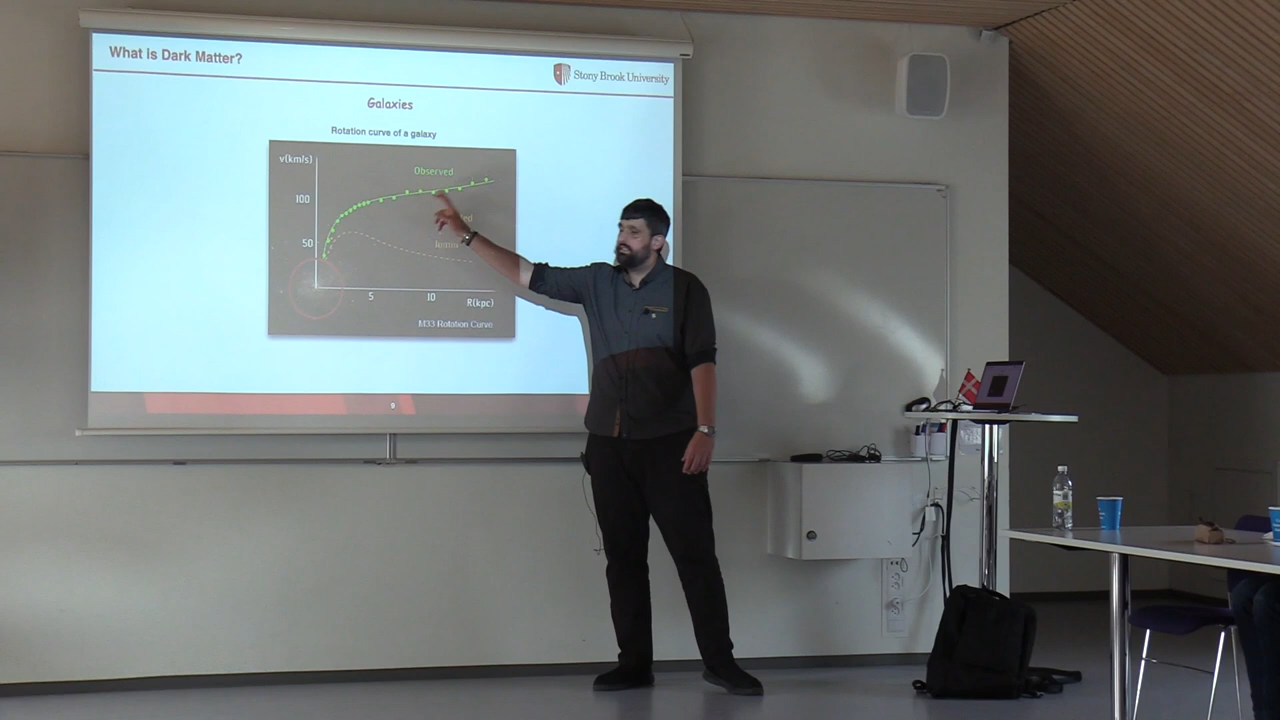 What is Dark Matter?
Stony Brook University
Galaxies
Rotation curve of a galaxy
v(km/s)
Observed
100
50
5
10
R(kpc)
M33 Rotation Curve
9